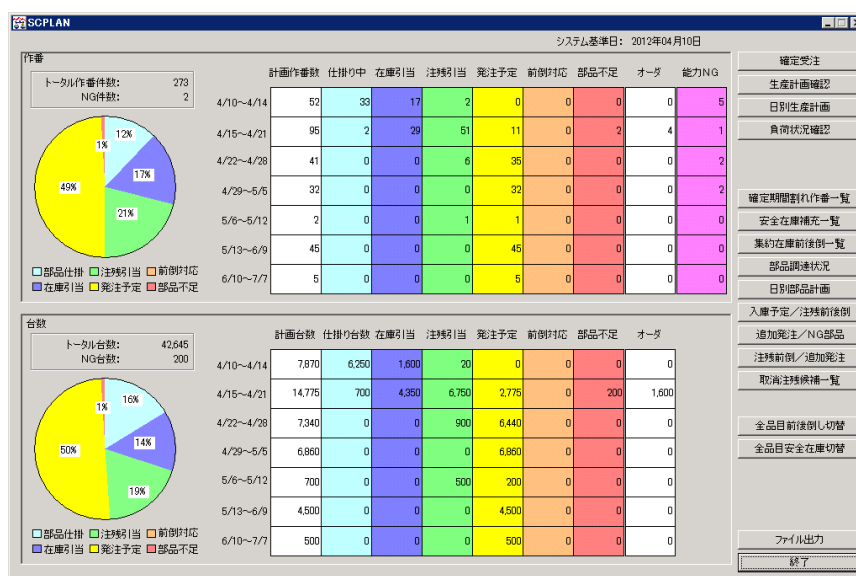 SCPLAN
システム基準日： 2012年04月10日
作番
トータル作番件数： 273
NG件数： 2
12%
17%
21%
49%
1%
部品仕掛 注残引当 前倒対応
在庫引当 発注予定 部品不足
計画作番数 仕掛り中 在庫引当 注残引当 発注予定 前倒対応 部品不足 オーダ 能力NG
4/10～4/14 52 33 17 2 0 0 0 0 5
4/15～4/21 95 2 29 51 11 0 2 4 1
4/22～4/28 41 0 0 6 35 0 0 0 2
4/29～5/5 32 0 0 0 32 0 0 0 2
5/6～5/12 2 0 0 1 1 0 0 0 0
5/13～6/9 45 0 0 0 45 0 0 0 0
6/10～7/7 5 0 0 0 5 0 0 0 0
台数
トータル台数： 42,645
NG台数： 200
16%
14%
19%
50%
1%
部品仕掛 注残引当 前倒対応
在庫引当 発注予定 部品不足
計画台数 仕掛り台数 在庫引当 注残引当 発注予定 前倒対応 部品不足 オーダ
4/10～4/14 7,870 6,250 1,600 20 0 0 0 0
4/15～4/21 14,775 700 4,350 6,750 2,775 0 200 1,600
4/22～4/28 7,340 0 0 900 6,440 0 0 0
4/29～5/5 6,860 0 0 0 6,860 0 0 0
5/6～5/12 700 0 0 500 200 0 0 0
5/13～6/9 4,500 0 0 0 4,500 0 0 0
6/10～7/7 500 0 0 0 500 0 0 0
確定受注
生産計画確認
日別生産計画
負荷状況確認
確定期間割れ作番一覧
安全在庫補充一覧
集約在庫前後倒一覧
部品調達状況
日別部品計画
入庫予定／注残前後倒
追加発注／NG部品
注残前倒／追加発注
取消注残候補一覧
全品目前後倒し切替
全品目安全在庫切替
ファイル出力
終了